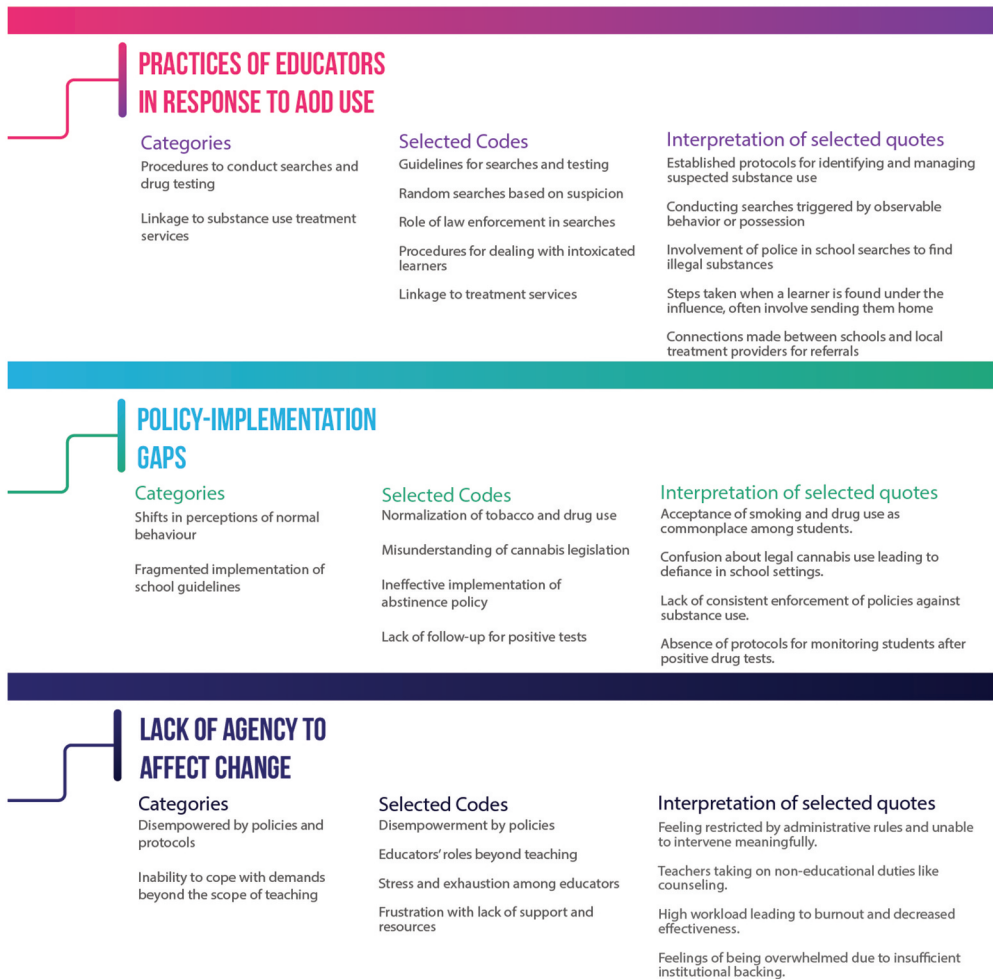 PRACTICES OF EDUCATORS
IN RESPONSE TO AOD USE
Categories
Procedures to conduct searches and
drug testing
Linkage to substance use treatment
services
Selected Codes
Guidelines for searches and testing
Random searches based on suspicion
Role of law enforcement in searches
Procedures for dealing with intoxicated
learners
Linkage to treatment services
Interpretation of selected quotes
Established protocols for identifying and managing
suspected substance use
Conducting searches triggered by observable
behavior or possession
Involvement of police in school searches to find
illegal substances
Steps taken when a learner is found under the
influence, often involve sending them home
Connections made between schools and local
treatment providers for referrals
POLICY-IMPLEMENTATION
GAPS
Categories
Shifts in perceptions of normal
behaviour
Fragmented implementation of
school guidelines
Selected Codes
Normalization of tobacco and drug use
Misunderstanding of cannabis legislation
Ineffective implementation of
abstinence policy
Lack of follow-up for positive tests
Interpretation of selected quotes
Acceptance of smoking and drug use as
commonplace among students.
Confusion about legal cannabis use leading to
defiance in school settings.
Lack of consistent enforcement of policies against
substance use.
Absence of protocols for monitoring students after
positive drug tests.
LACK OF AGENCY TO
AFFECT CHANGE
Categories
Disempowered by policies and
protocols
Inability to cope with demands
beyond the scope of teaching
Selected Codes
Disempowerment by policies
Educators' roles beyond teaching
Stress and exhaustion among educators
Frustration with lack of support and
resources
Interpretation of selected quotes
Feeling restricted by administrative rules and unable
to intervene meaningfully.
Teachers taking on non-educational duties like
counseling.
High workload leading to burnout and decreased
effectiveness.
Feelings of being overwhelmed due to insufficient
institutional backing.